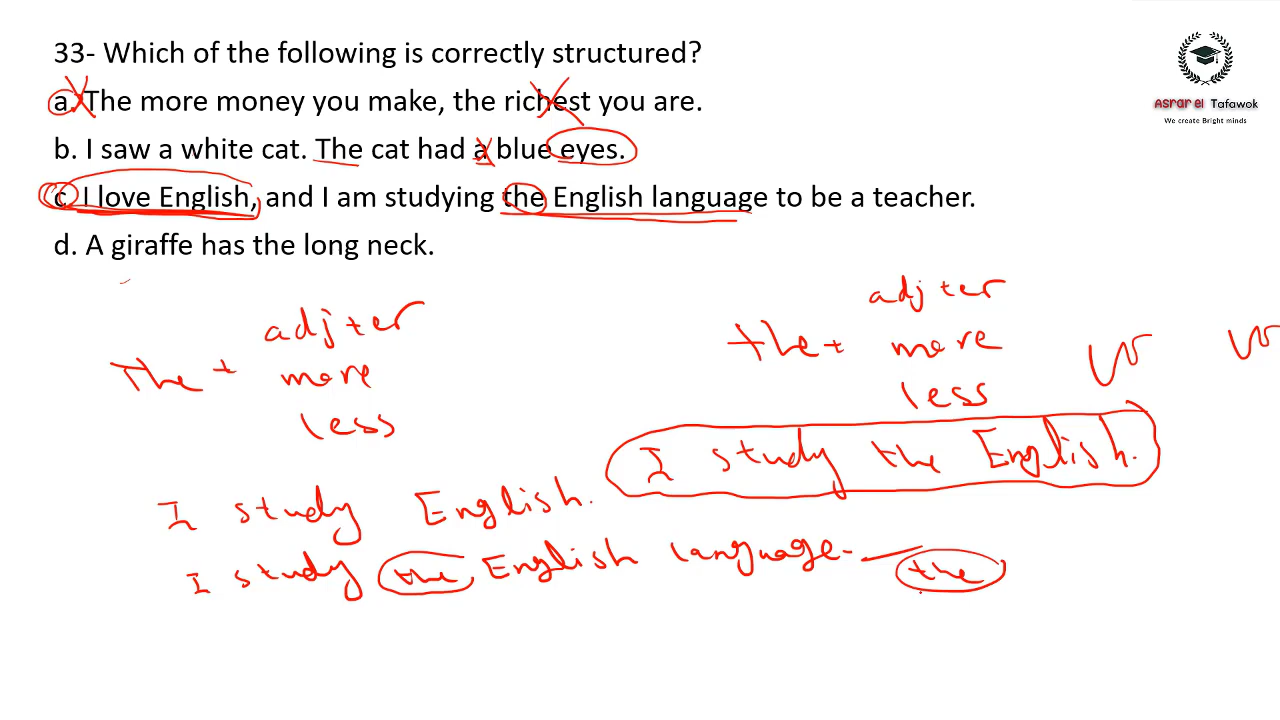 33- Which of the following is correctly structured?
a. The more money you make, the richest you are.
b. I saw a white cat. The cat had a blue eyes.
c. I love English, and I am studying the English language to be a teacher.
d. A giraffe has the long neck.
Asrar el Tafawok
We create Bright minds
adj+er
the + more
less
adj+er
the + more
less
I study the English.
I study English.
I study the English language.
the